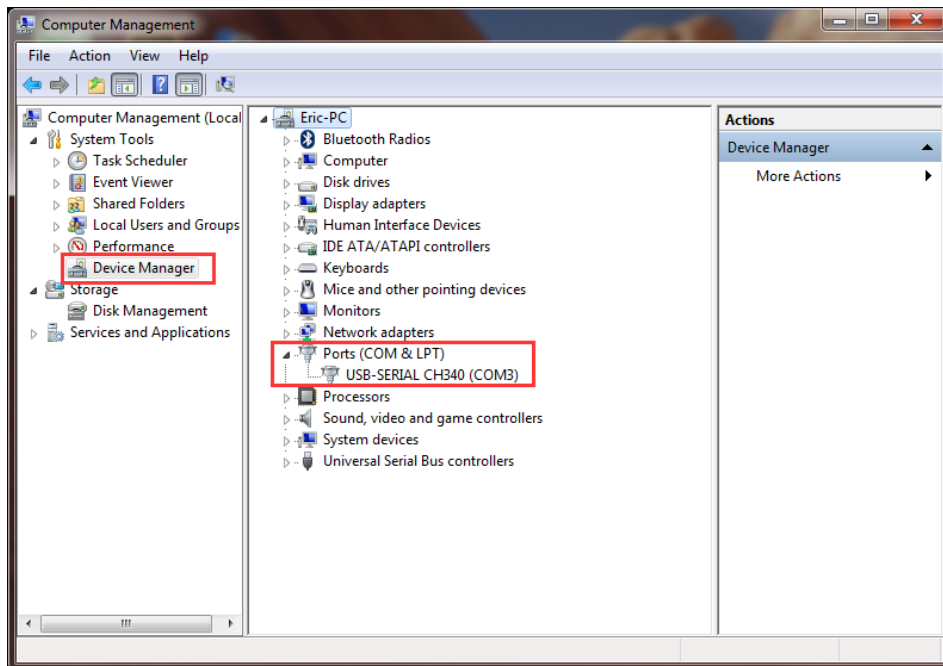 Computer Management
File Action View Help
Computer Management (Local
System Tools
Task Scheduler
Event Viewer
Shared Folders
Local Users and Groups
Performance
Device Manager
Storage
Disk Management
Services and Applications
Eric-PC
Bluetooth Radios
Computer
Disk drives
Display adapters
Human Interface Devices
IDE ATA/ATAPI controllers
Keyboards
Mice and other pointing devices
Monitors
Network adapters
Ports (COM & LPT)
USB-SERIAL CH340 (COM3)
Processors
Sound, video and game controllers
System devices
Universal Serial Bus controllers
Actions
Device Manager
More Actions